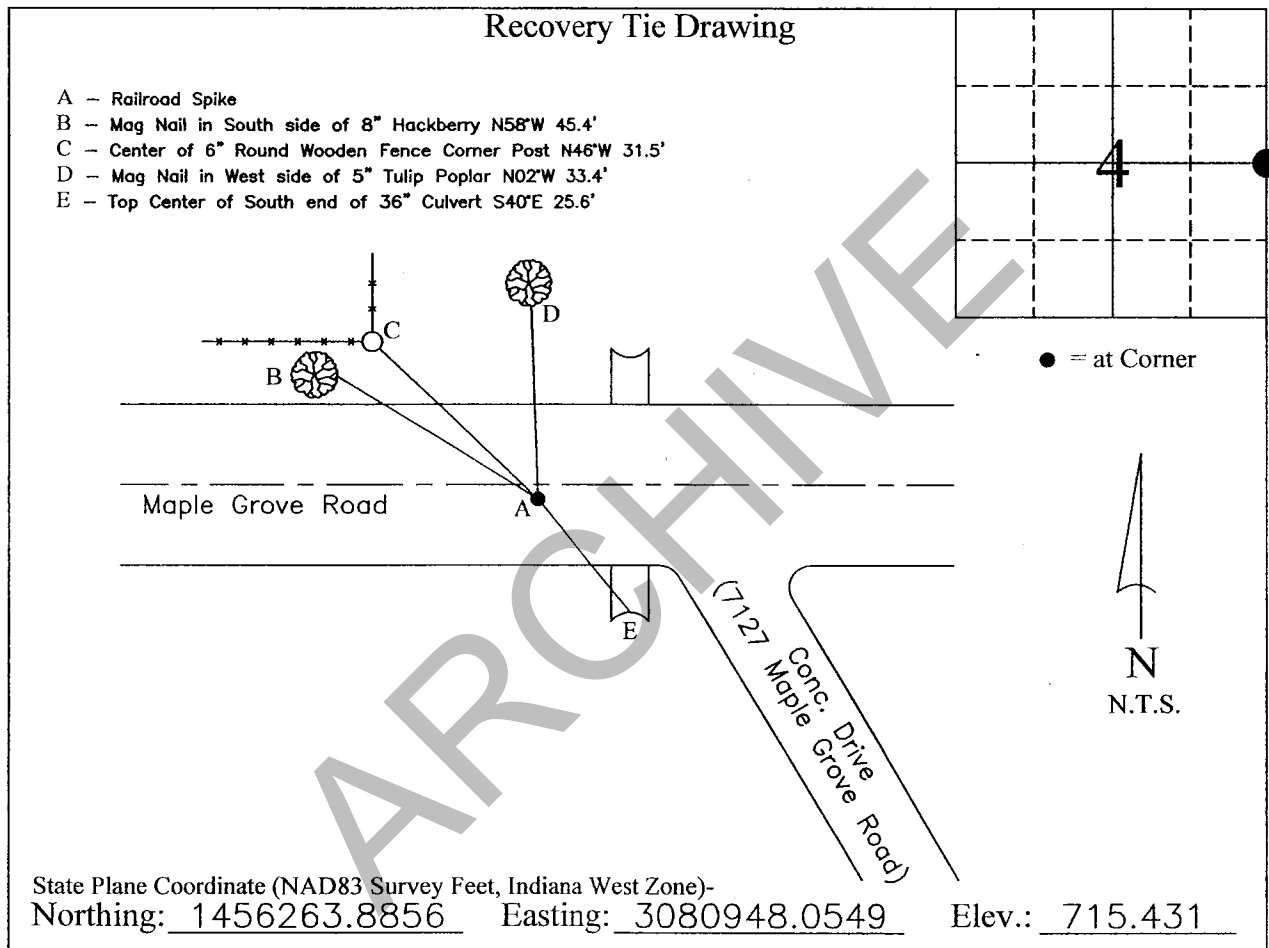 Recovery Tie Drawing
A – Railroad Spike
B – Mag Nail in South side of 8" Hackberry N58°W 45.4'
C – Center of 6" Round Wooden Fence Corner Post N46°W 31.5'
D – Mag Nail in West side of 5" Tulip Poplar N02°W 33.4'
E – Top Center of South end of 36" Culvert S40°E 25.6'
4
● = at Corner
C
D
B
A
Maple Grove Road
E
Conc. Drive
(7127 Maple Grove Road)
N
N.T.S.
ARCHIVE
State Plane Coordinate (NAD83 Survey Feet, Indiana West Zone)-
Northing: 1456263.8856 Easting: 3080948.0549 Elev.: 715.431